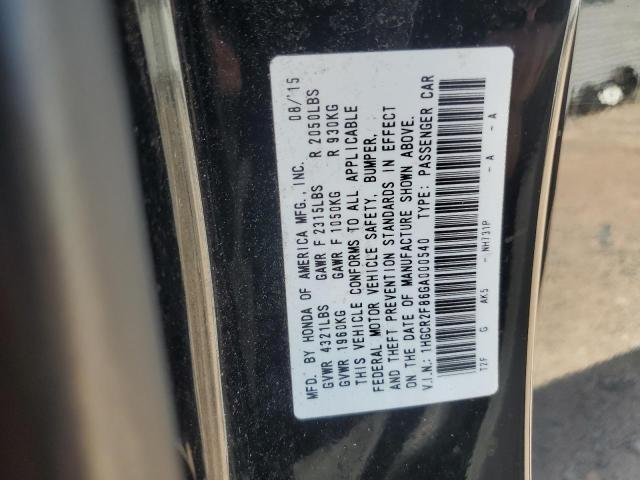 MFD. BY HONDA OF AMERICA MFG., INC. 08/'15
GVWR 4321LBS GAWR F 2315LBS R 2050LBS
GVWR 1960KG GAWR F 1050KG R 930KG
THIS VEHICLE CONFORMS TO ALL APPLICABLE
FEDERAL MOTOR VEHICLE SAFETY, BUMPER,
AND THEFT PREVENTION STANDARDS IN EFFECT
ON THE DATE OF MANUFACTURE SHOWN ABOVE.
V.I.N.: 1HGCR2F86GA000540 TYPE: PASSENGER CAR
T2F G AK5 - NH731P - A - A